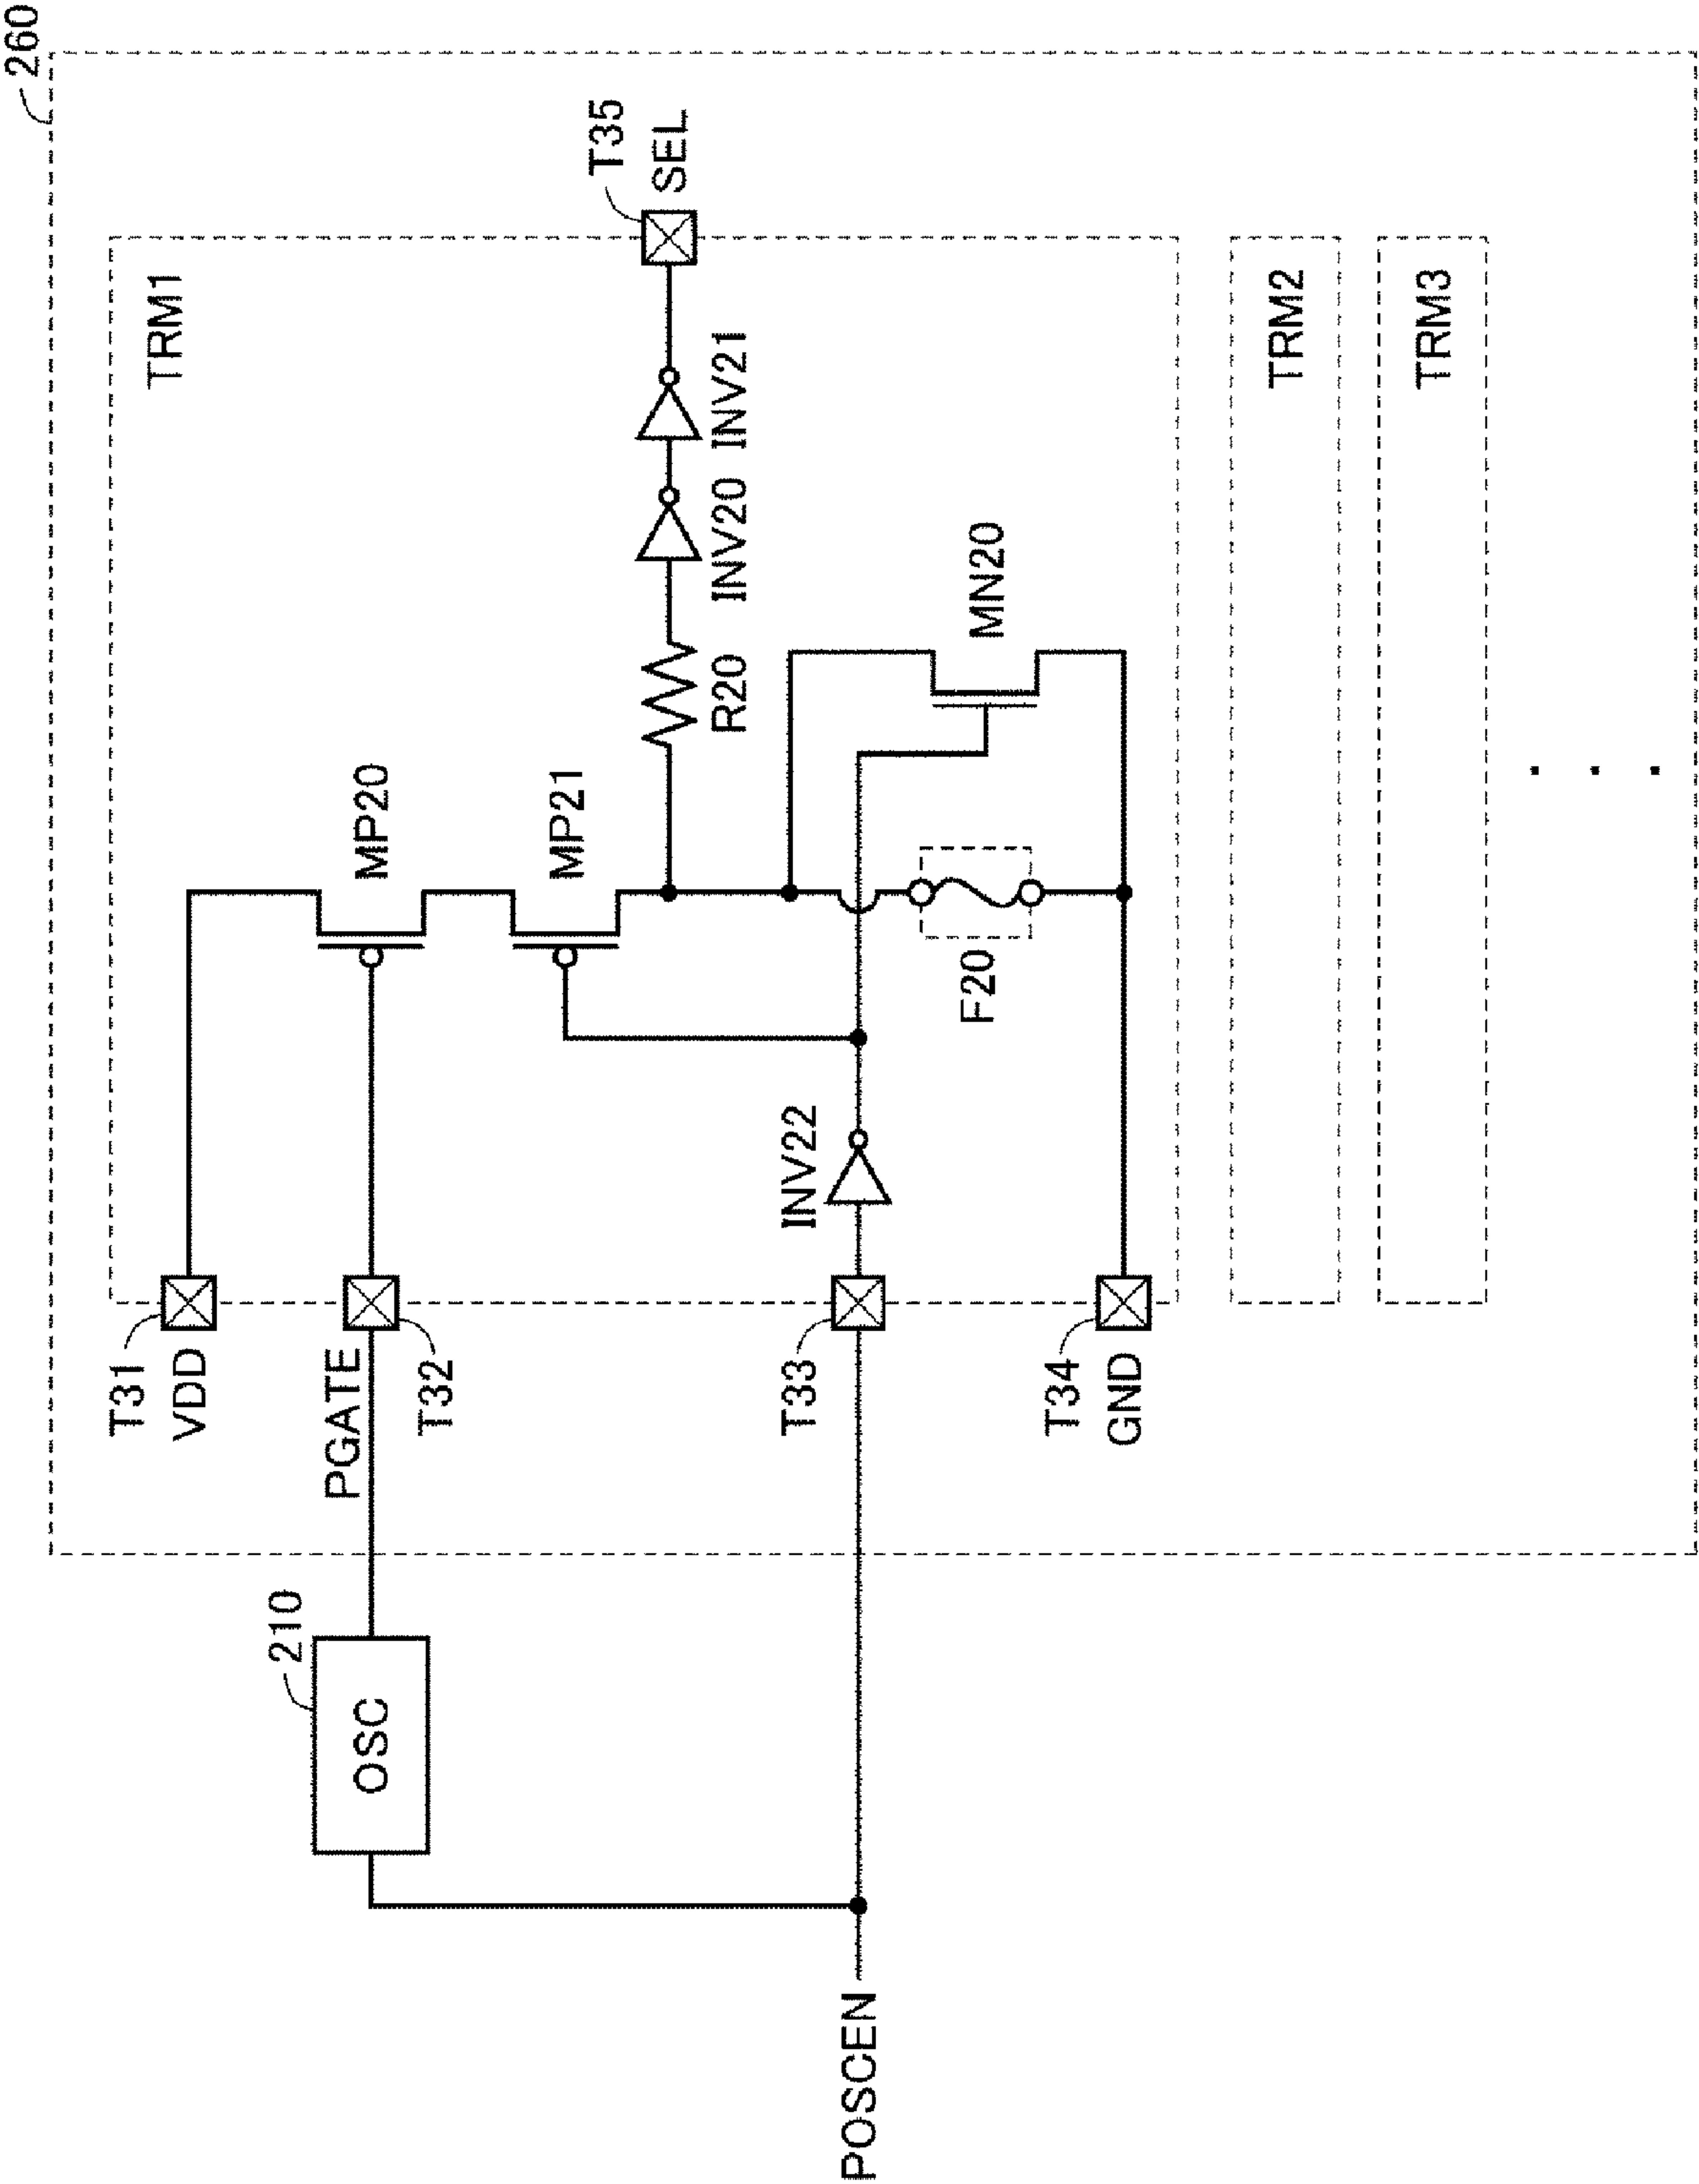 260
TRM1
T35
SEL
MP20
MP21
R20
INV20
INV21
MN20
F20
INV22
T31
VDD
PGATE
T32
T33
T34
GND
210
OSC
POSCEN
TRM2
TRM3